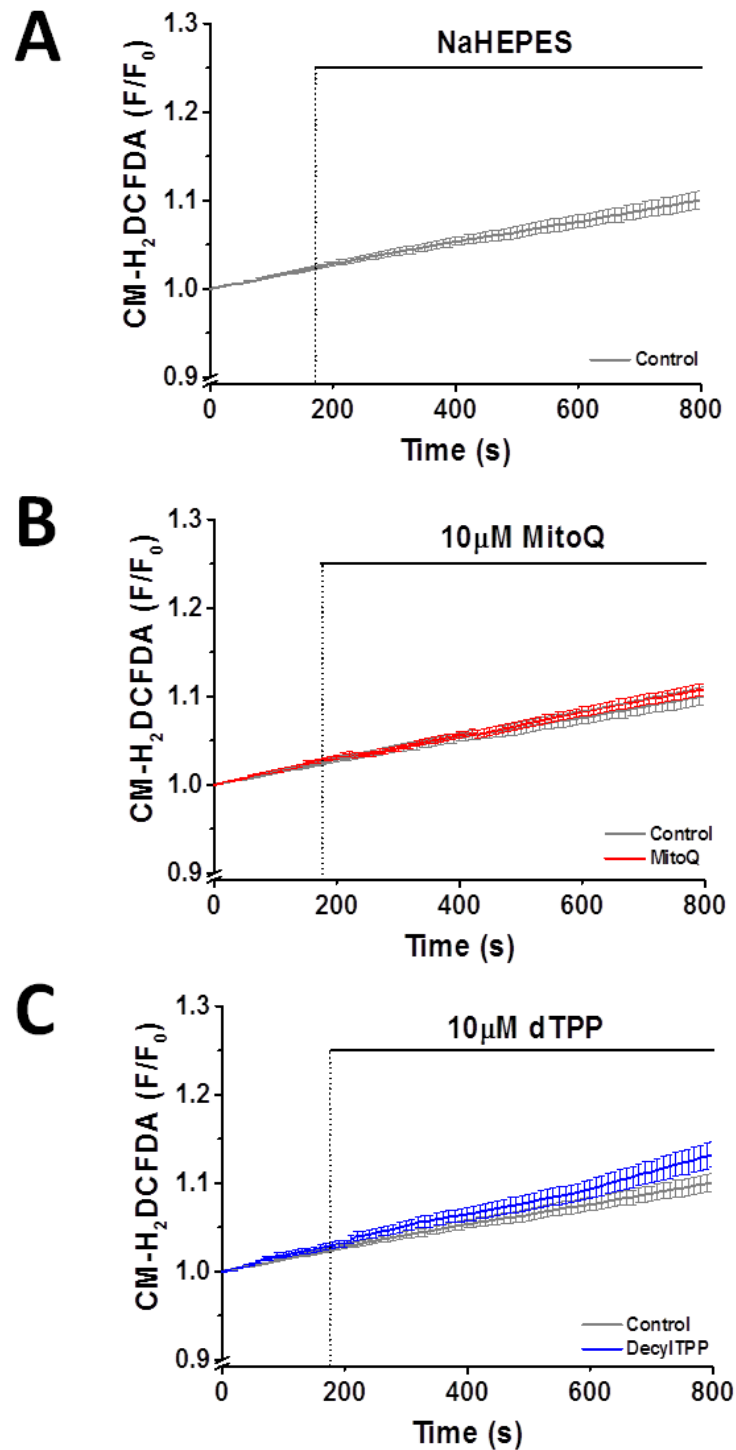 A
NaHEPES
1.3
1.2
1.1
1.0
0.9
CM-H₂DCFDA (F/F₀)
Control
0 200 400 600 800
Time (s)
B
10μM MitoQ
1.3
1.2
1.1
1.0
0.9
CM-H₂DCFDA (F/F₀)
Control
MitoQ
0 200 400 600 800
Time (s)
C
10μM dTPP
1.3
1.2
1.1
1.0
0.9
CM-H₂DCFDA (F/F₀)
Control
DecylTPP
0 200 400 600 800
Time (s)